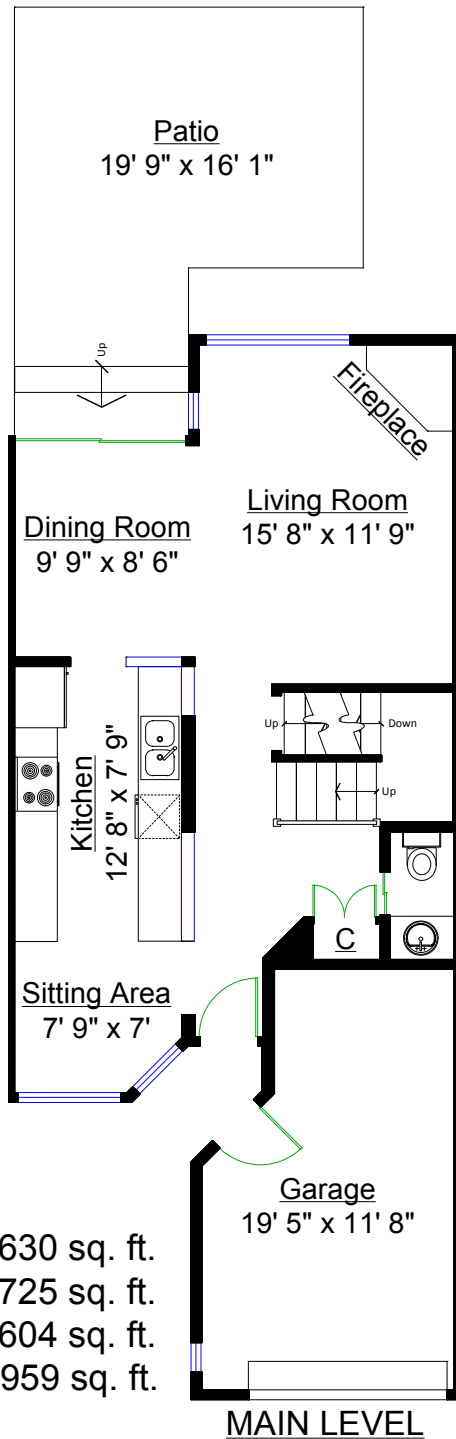 Patio
19' 9" x 16' 1"
Up
Fireplace
Living Room
15' 8" x 11' 9"
Dining Room
9' 9" x 8' 6"
Up
Down
Up
Kitchen
12' 8" x 7' 9"
C
Sitting Area
7' 9" x 7'
Garage
19' 5" x 11' 8"
630 sq. ft.
725 sq. ft.
604 sq. ft.
959 sq. ft.
MAIN LEVEL